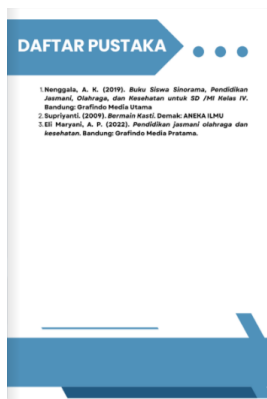 DAFTAR PUSTAKA
1. Nenggala, A. K. (2019). Buku Siswa Sinorama, Pendidikan
Jasmani, Olahraga, dan Kesehatan untuk SD /MI Kelas IV.
Bandung: Grafindo Media Utama
2. Supriyanti. (2009). Bermain Kasti. Demak: ANEKA ILMU
3. Eli Maryani, A. P. (2022). Pendidikan jasmani olahraga dan
kesehatan. Bandung: Grafindo Media Pratama.